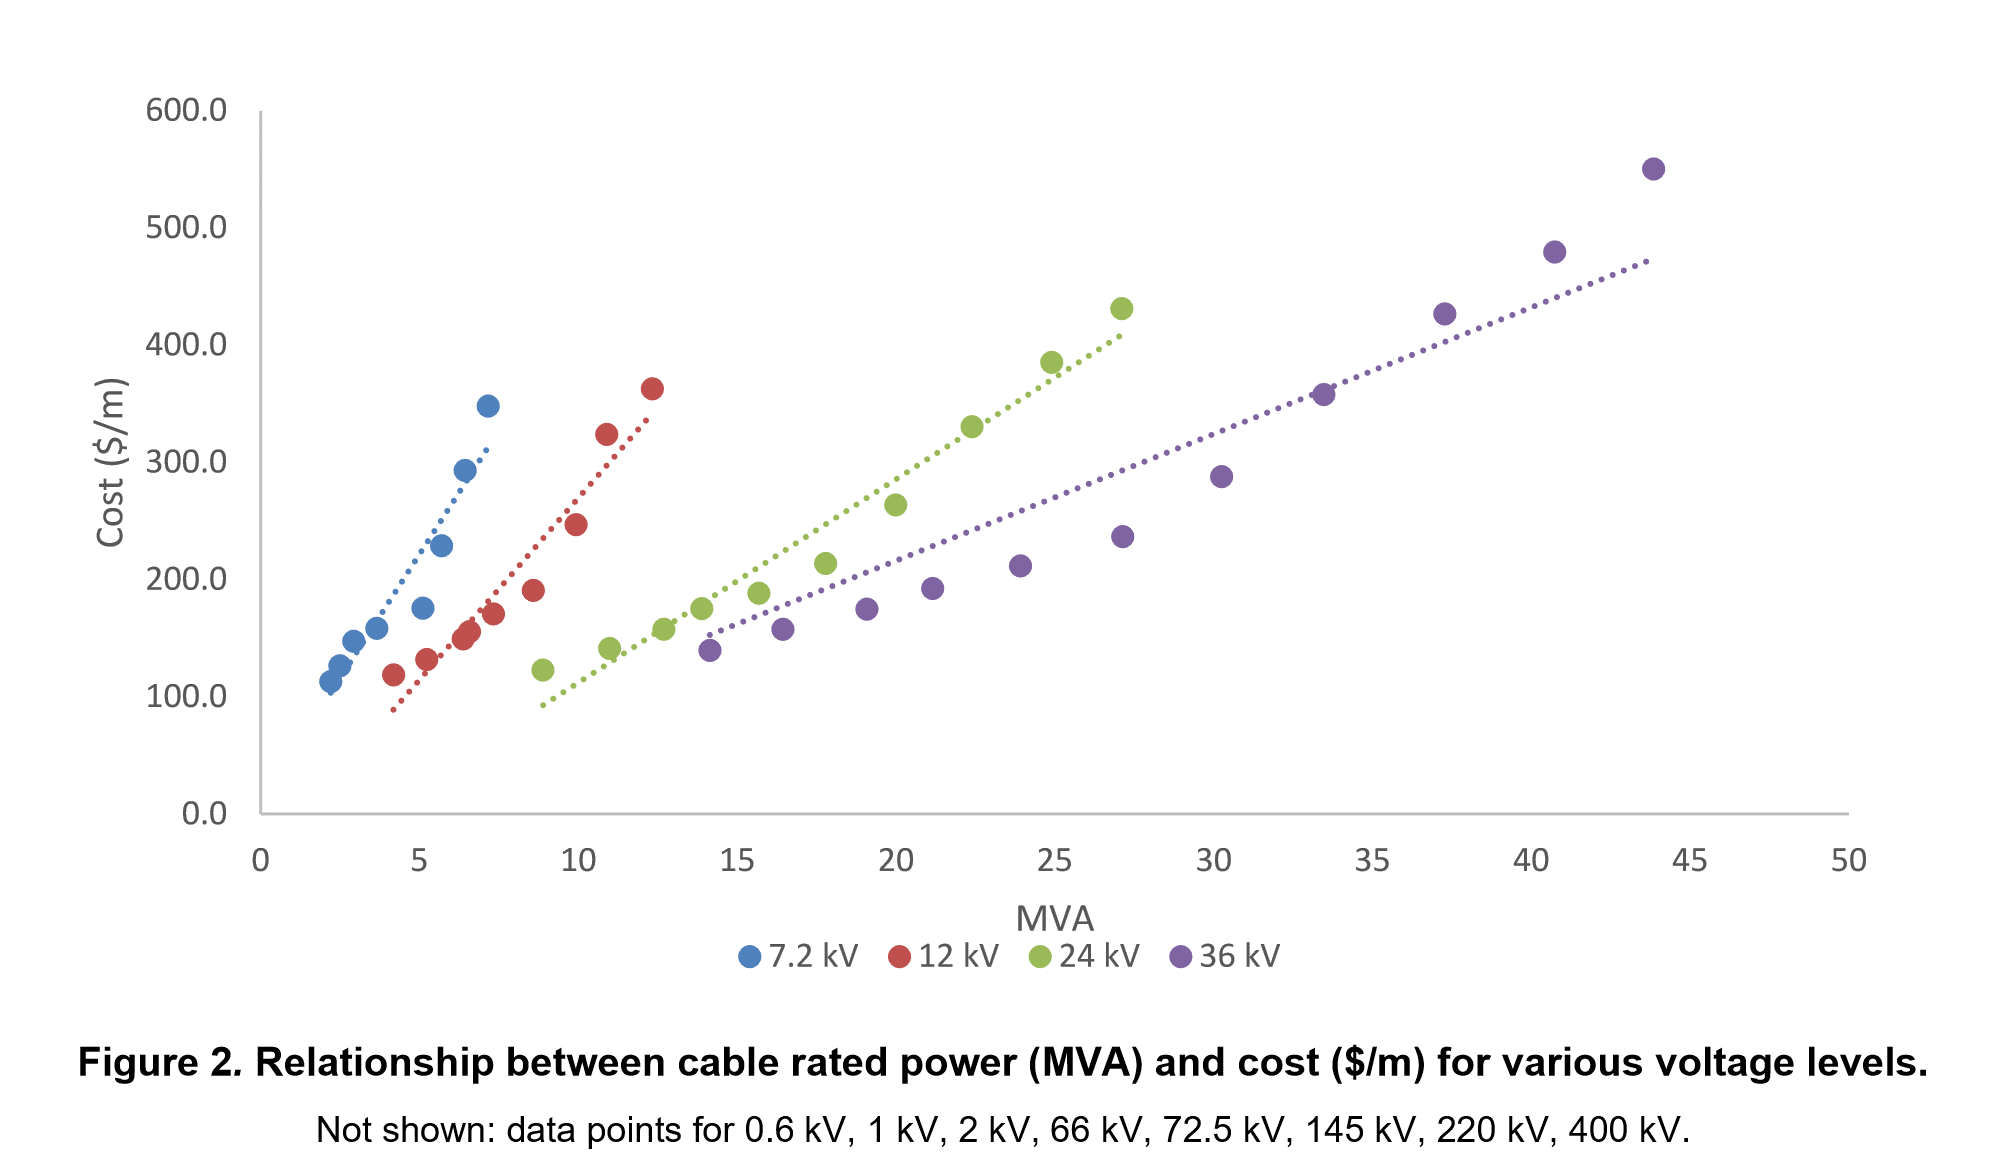 600.0
500.0
400.0
300.0
200.0
100.0
0.0
Cost ($/m)
0 5 10 15 20 25 30 35 40 45 50
MVA
7.2 kV 12 kV 24 kV 36 kV
Figure 2. Relationship between cable rated power (MVA) and cost ($/m) for various voltage levels.
Not shown: data points for 0.6 kV, 1 kV, 2 kV, 66 kV, 72.5 kV, 145 kV, 220 kV, 400 kV.